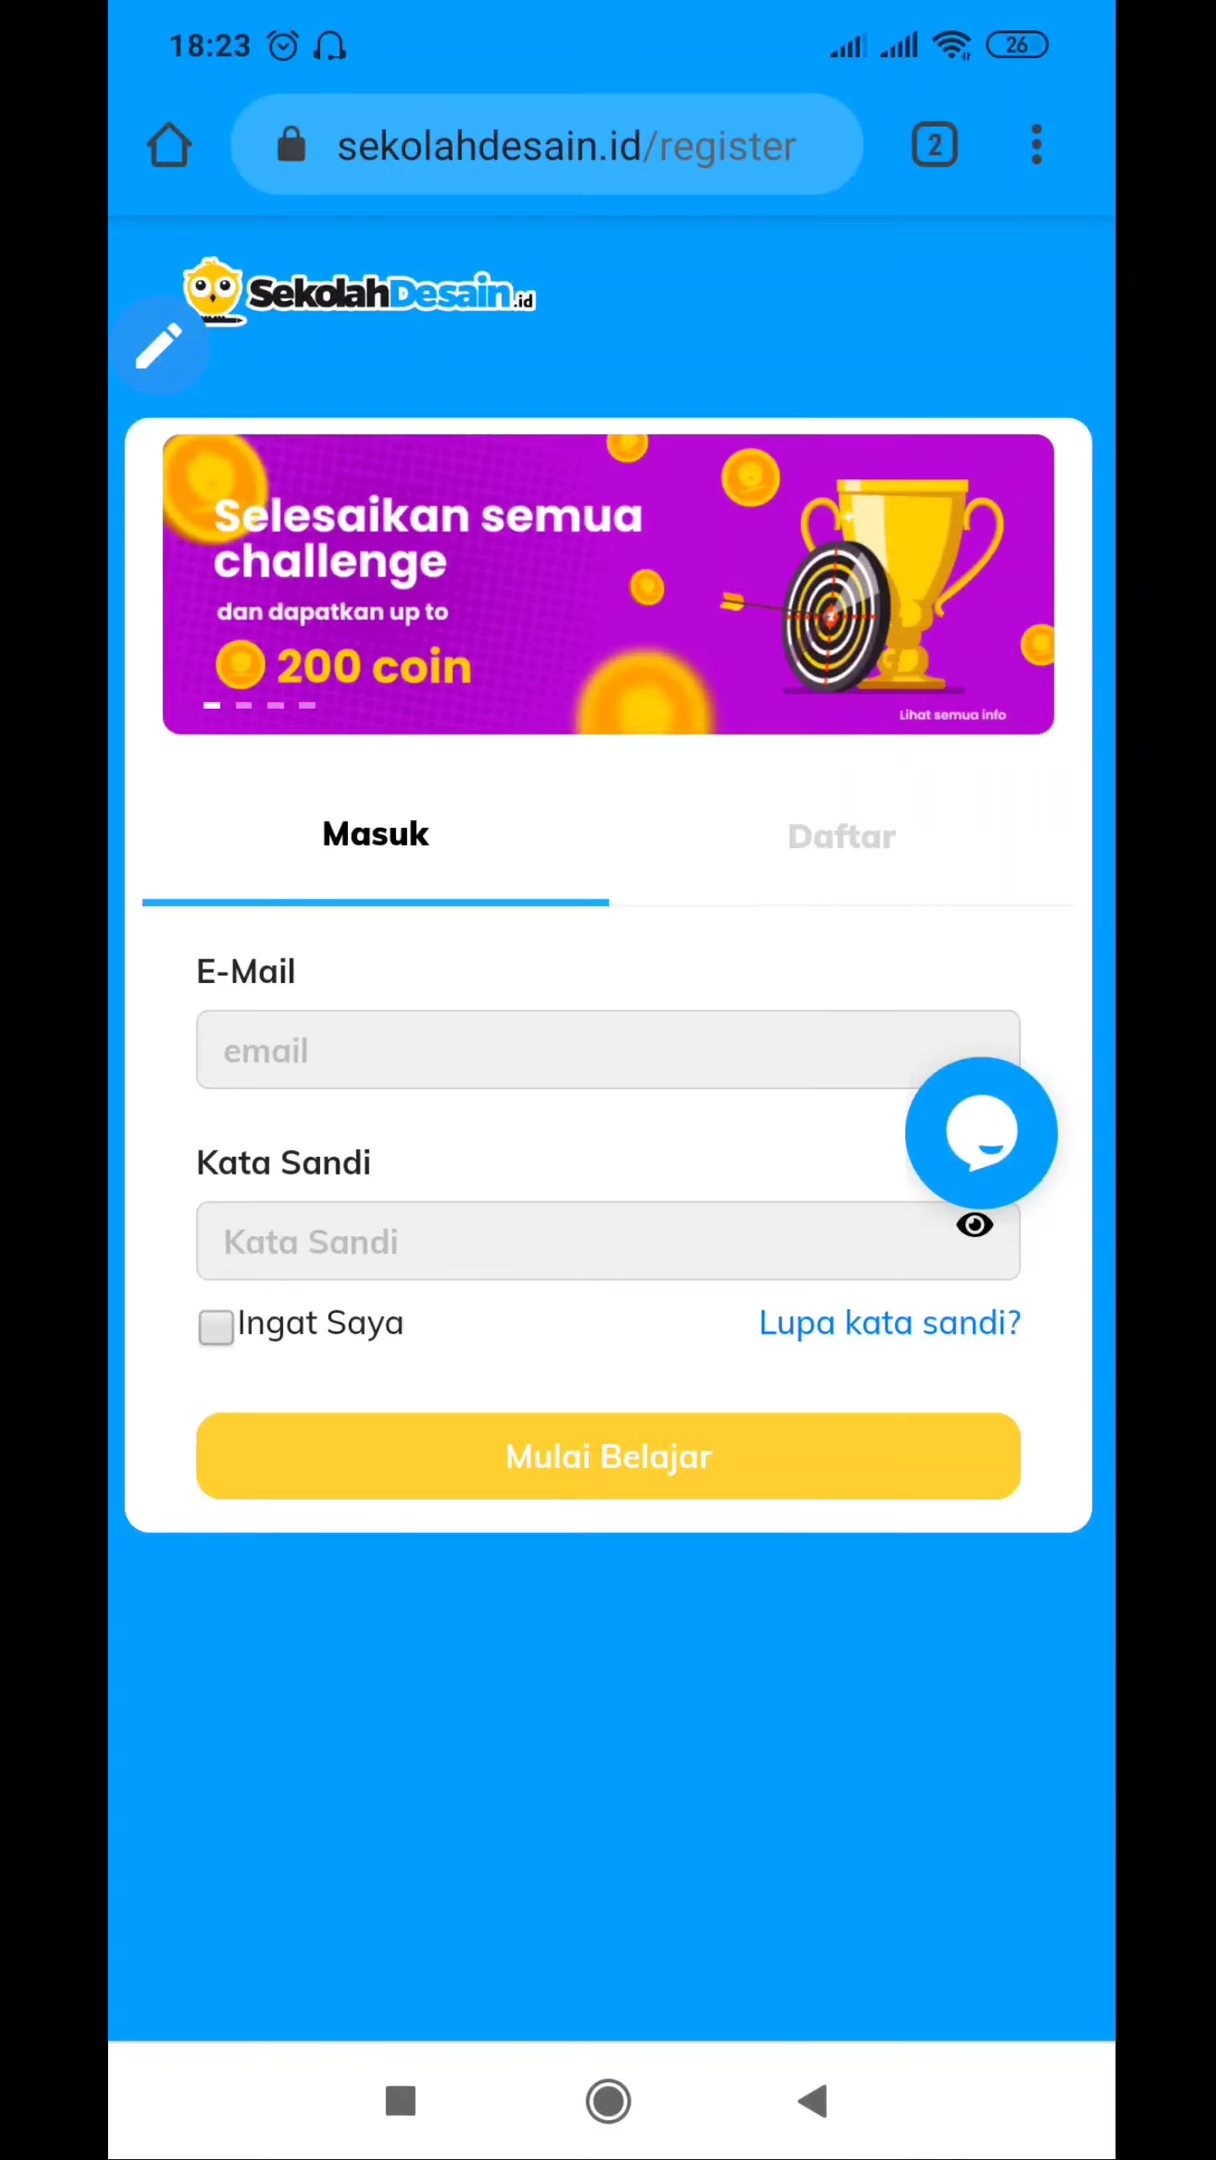 18:23
26
sekolahdesain.id/register
2
SekolahDesain.id
Selesaikan semua
challenge
dan dapatkan up to
200 coin
Lihat semua info
Masuk
Daftar
E-Mail
email
Kata Sandi
Kata Sandi
Ingat Saya
Lupa kata sandi?
Mulai Belajar